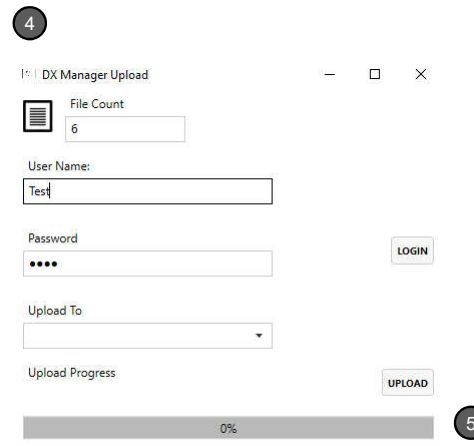 4
DX Manager Upload
File Count
6
User Name:
Test
Password
••••
LOGIN
Upload To
Upload Progress
UPLOAD
0%
5